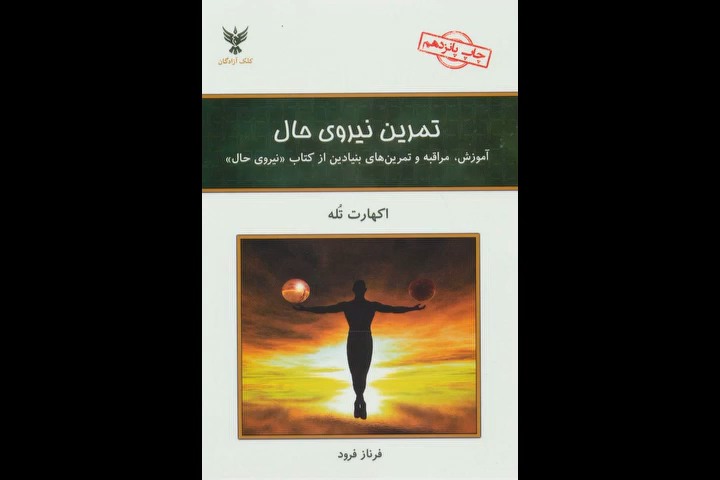 کلک آزادگان
چاپ پانزدهم
تمرین نیروی حال
آموزش، مراقبه و تمرین‌های بنیادین از کتاب «نیروی حال»
اکهارت تُله
فرناز فرود